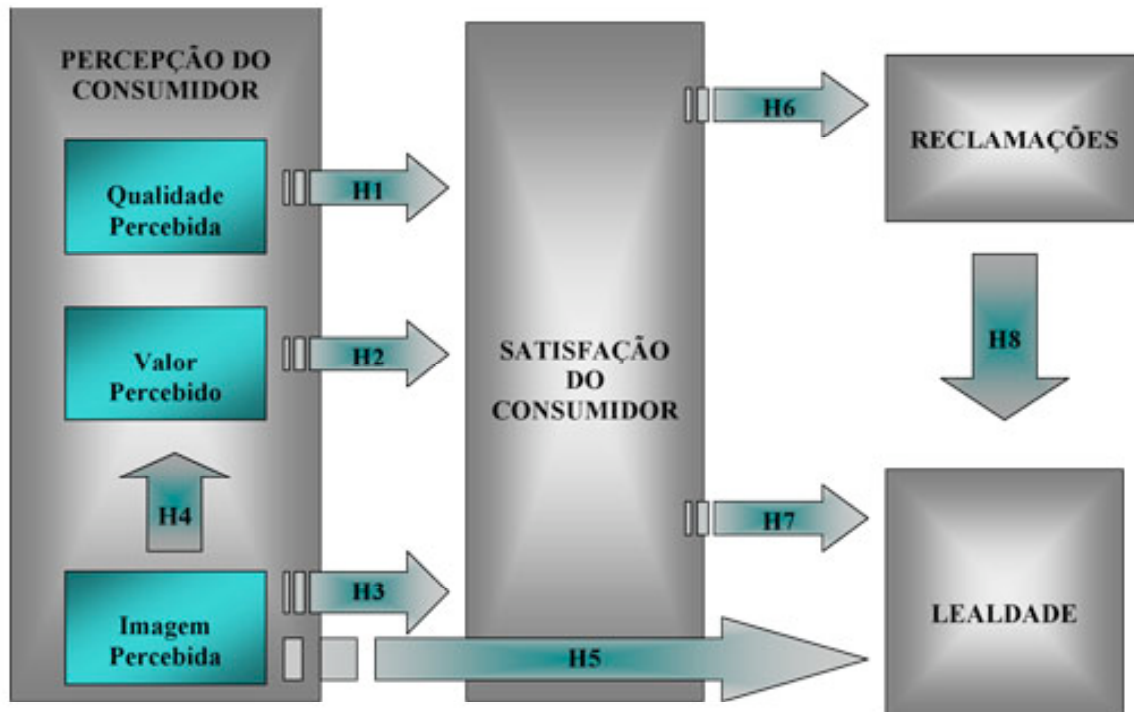 PERCEPÇÃO DO
CONSUMIDOR
Qualidade
Percebida
H1
Valor
Percebido
H2
H4
Imagem
Percebida
H3
H5
SATISFAÇÃO
DO
CONSUMIDOR
H6
RECLAMAÇÕES
H8
H7
LEALDADE